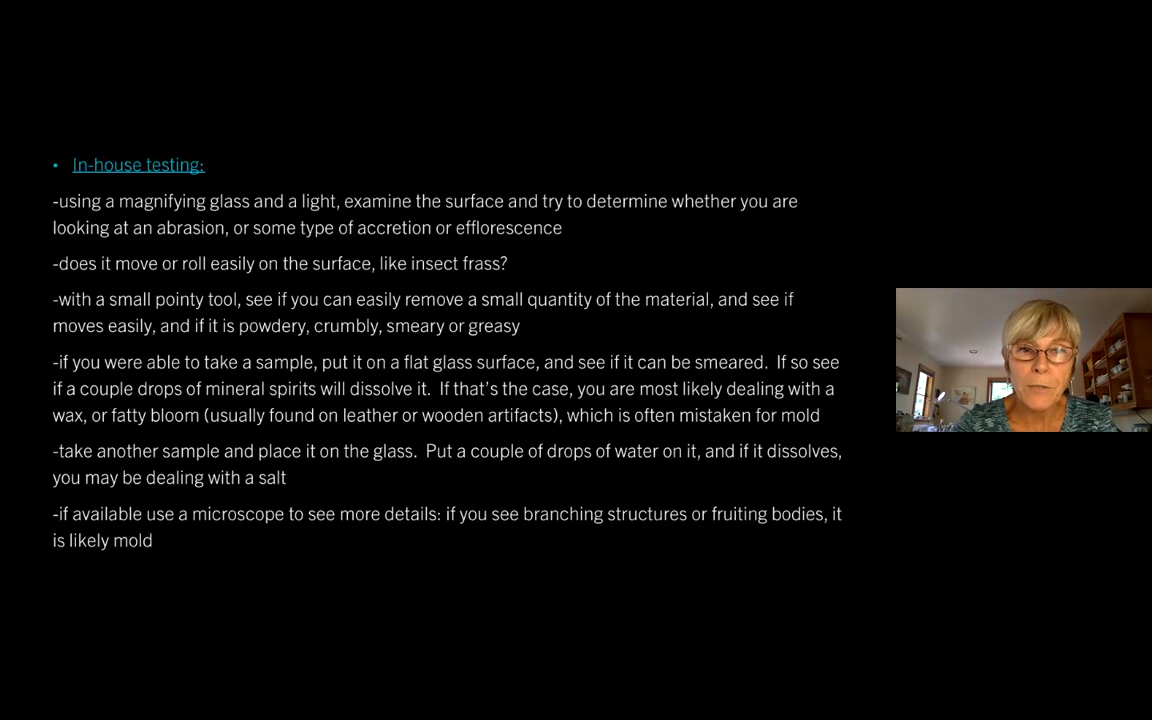 • In-house testing:
-using a magnifying glass and a light, examine the surface and try to determine whether you are
looking at an abrasion, or some type of accretion or efflorescence
-does it move or roll easily on the surface, like insect frass?
-with a small pointy tool, see if you can easily remove a small quantity of the material, and see if
moves easily, and if it is powdery, crumbly, smeary or greasy
-if you were able to take a sample, put it on a flat glass surface, and see if it can be smeared.  If so see
if a couple drops of mineral spirits will dissolve it.  If that's the case, you are most likely dealing with a
wax, or fatty bloom (usually found on leather or wooden artifacts), which is often mistaken for mold
-take another sample and place it on the glass.  Put a couple of drops of water on it, and if it dissolves,
you may be dealing with a salt
-if available use a microscope to see more details: if you see branching structures or fruiting bodies, it
is likely mold